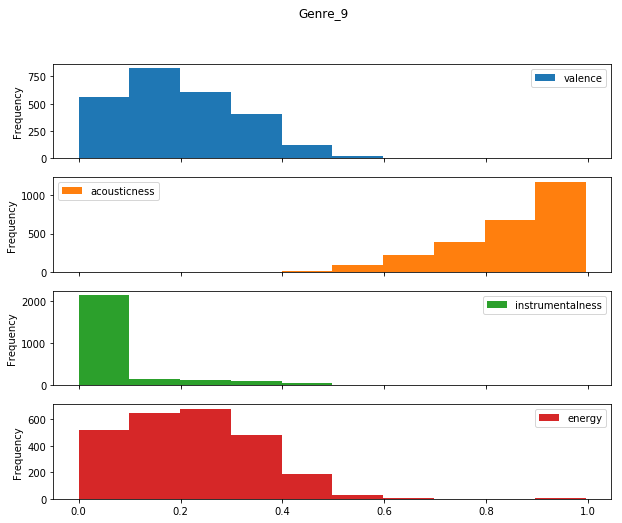 Genre_9
Frequency
750
500
250
0
valence
Frequency
1000
500
0
acousticness
Frequency
2000
1000
0
instrumentalness
Frequency
600
400
200
0
energy
0.0 0.2 0.4 0.6 0.8 1.0